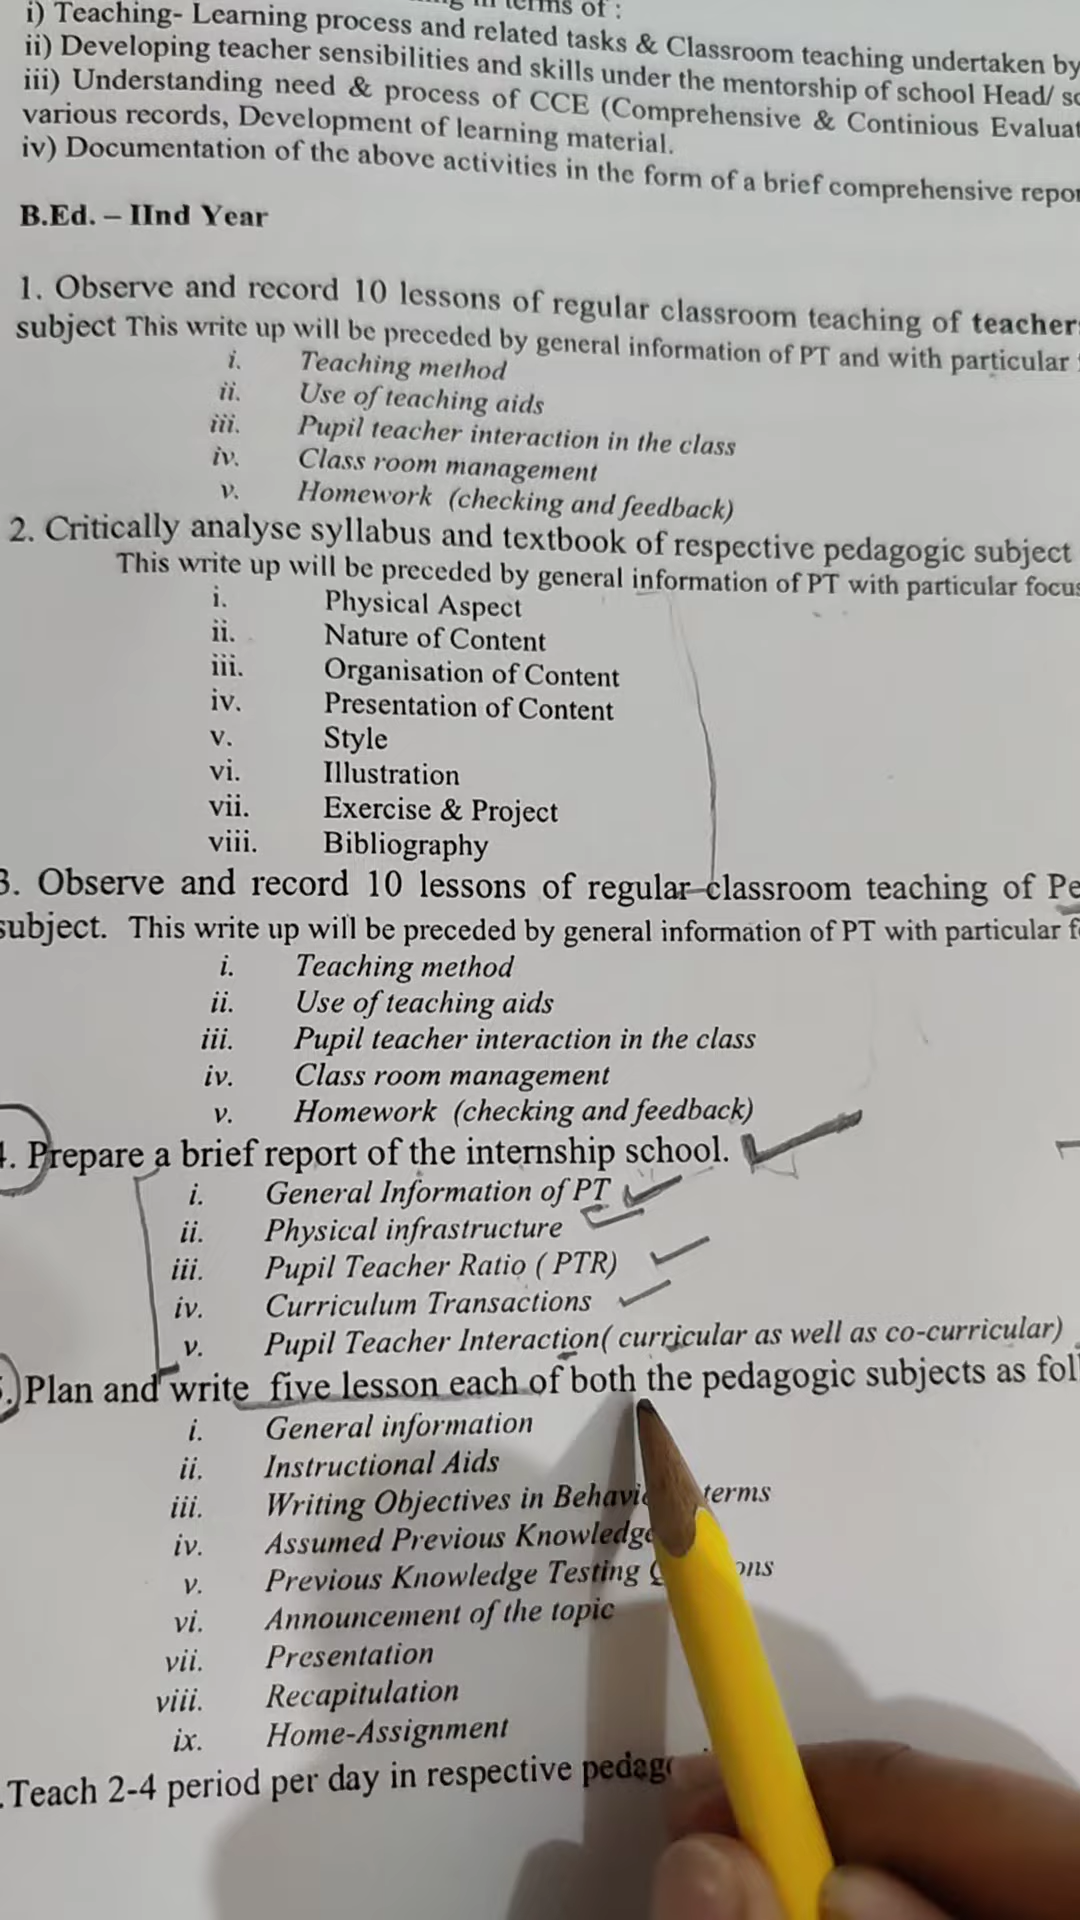 in terms of :
i) Teaching- Learning process and related tasks & Classroom teaching undertaken by
ii) Developing teacher sensibilities and skills under the mentorship of school Head/
iii) Understanding need & process of CCE (Comprehensive & Continious Evaluat
various records, Development of learning material.
iv) Documentation of the above activities in the form of a brief comprehensive repor
B.Ed. – IInd Year
1. Observe and record 10 lessons of regular classroom teaching of teacher
subject This write up will be preceded by general information of PT and with particular
i. Teaching method
ii. Use of teaching aids
iii. Pupil teacher interaction in the class
iv. Class room management
v. Homework (checking and feedback)
2. Critically analyse syllabus and textbook of respective pedagogic subject
This write up will be preceded by general information of PT with particular focus
i. Physical Aspect
ii. Nature of Content
iii. Organisation of Content
iv. Presentation of Content
v. Style
vi. Illustration
vii. Exercise & Project
viii. Bibliography
3. Observe and record 10 lessons of regular classroom teaching of Pe
subject. This write up will be preceded by general information of PT with particular f
i. Teaching method
ii. Use of teaching aids
iii. Pupil teacher interaction in the class
iv. Class room management
v. Homework (checking and feedback)
4. Prepare a brief report of the internship school.
i. General Information of PT
ii. Physical infrastructure
iii. Pupil Teacher Ratio ( PTR)
iv. Curriculum Transactions
v. Pupil Teacher Interaction( curricular as well as co-curricular)
. Plan and write five lesson each of both the pedagogic subjects as fol
i. General information
ii. Instructional Aids
iii. Writing Objectives in Behavi terms
iv. Assumed Previous Knowledge
v. Previous Knowledge Testing ons
vi. Announcement of the topic
vii. Presentation
viii. Recapitulation
ix. Home-Assignment
. Teach 2-4 period per day in respective pedag